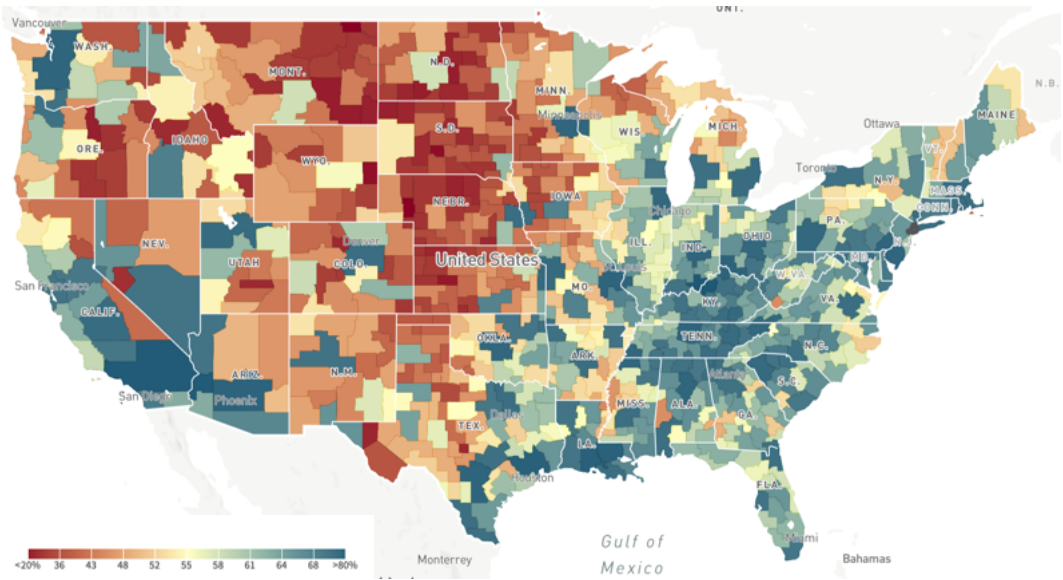 ONT.
Vancouver
WASH.
MONT.
N.D.
MINN.
Minneapolis
N.B.
MAINE
Ottawa
VT.
ORE.
IDAHO
S.D.
WIS.
MICH.
Toronto
N.Y.
MASS.
CONN.
WYO.
IOWA
Chicago
NEBR.
PA.
N.J.
NEV.
UTAH
Denver
COLO.
United States
ILL.
IND.
OHIO
MD.
W.VA.
San Francisco
CALIF.
MO.
KY.
VA.
TENN.
N.C.
OKLA.
ARK.
Atlanta
S.C.
ARIZ.
N.M.
San Diego
Phoenix
Dallas
MISS.
ALA.
GA.
TEX.
LA.
Houston
FLA.
Miami
Gulf of
Mexico
Monterrey
Bahamas
<20% 36 43 48 52 55 58 61 64 68 >80%